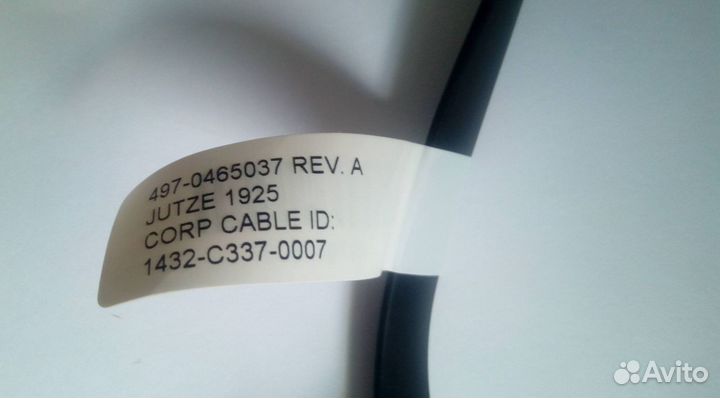 497-0465037 REV. A
JUTZE 1925
CORP CABLE ID:
1432-C337-0007
Avito